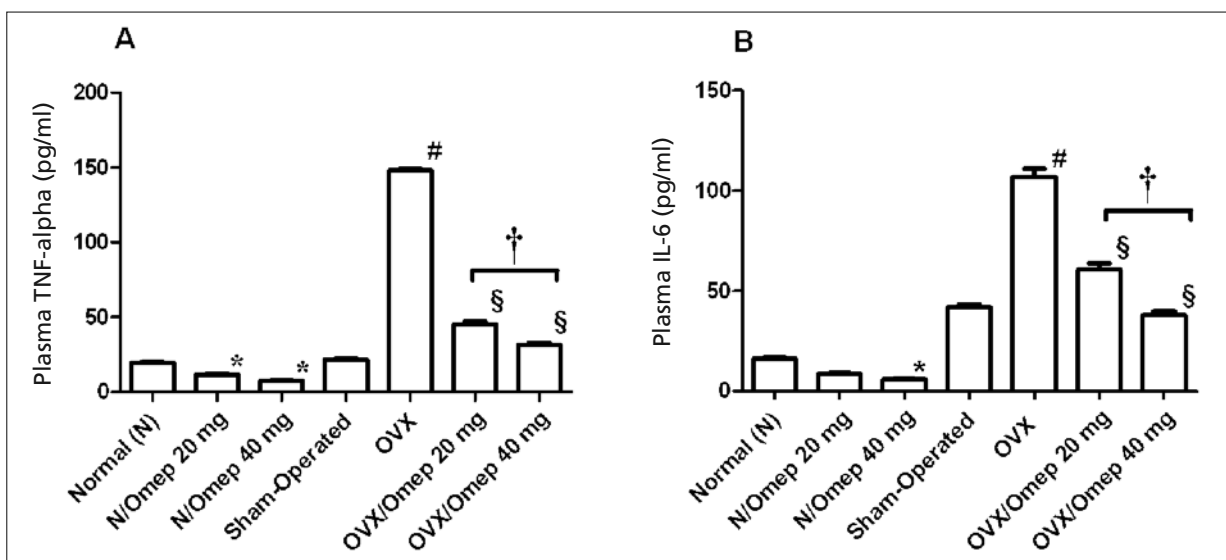 A
Plasma TNF-alpha (pg/ml)
200
150
100
50
0
#
†
§
§
*
*
Normal (N)
N/Omep 20 mg
N/Omep 40 mg
Sham-Operated
OVX
OVX/Omep 20 mg
OVX/Omep 40 mg
B
Plasma IL-6 (pg/ml)
150
100
50
0
#
†
§
§
*
Normal (N)
N/Omep 20 mg
N/Omep 40 mg
Sham-Operated
OVX
OVX/Omep 20 mg
OVX/Omep 40 mg